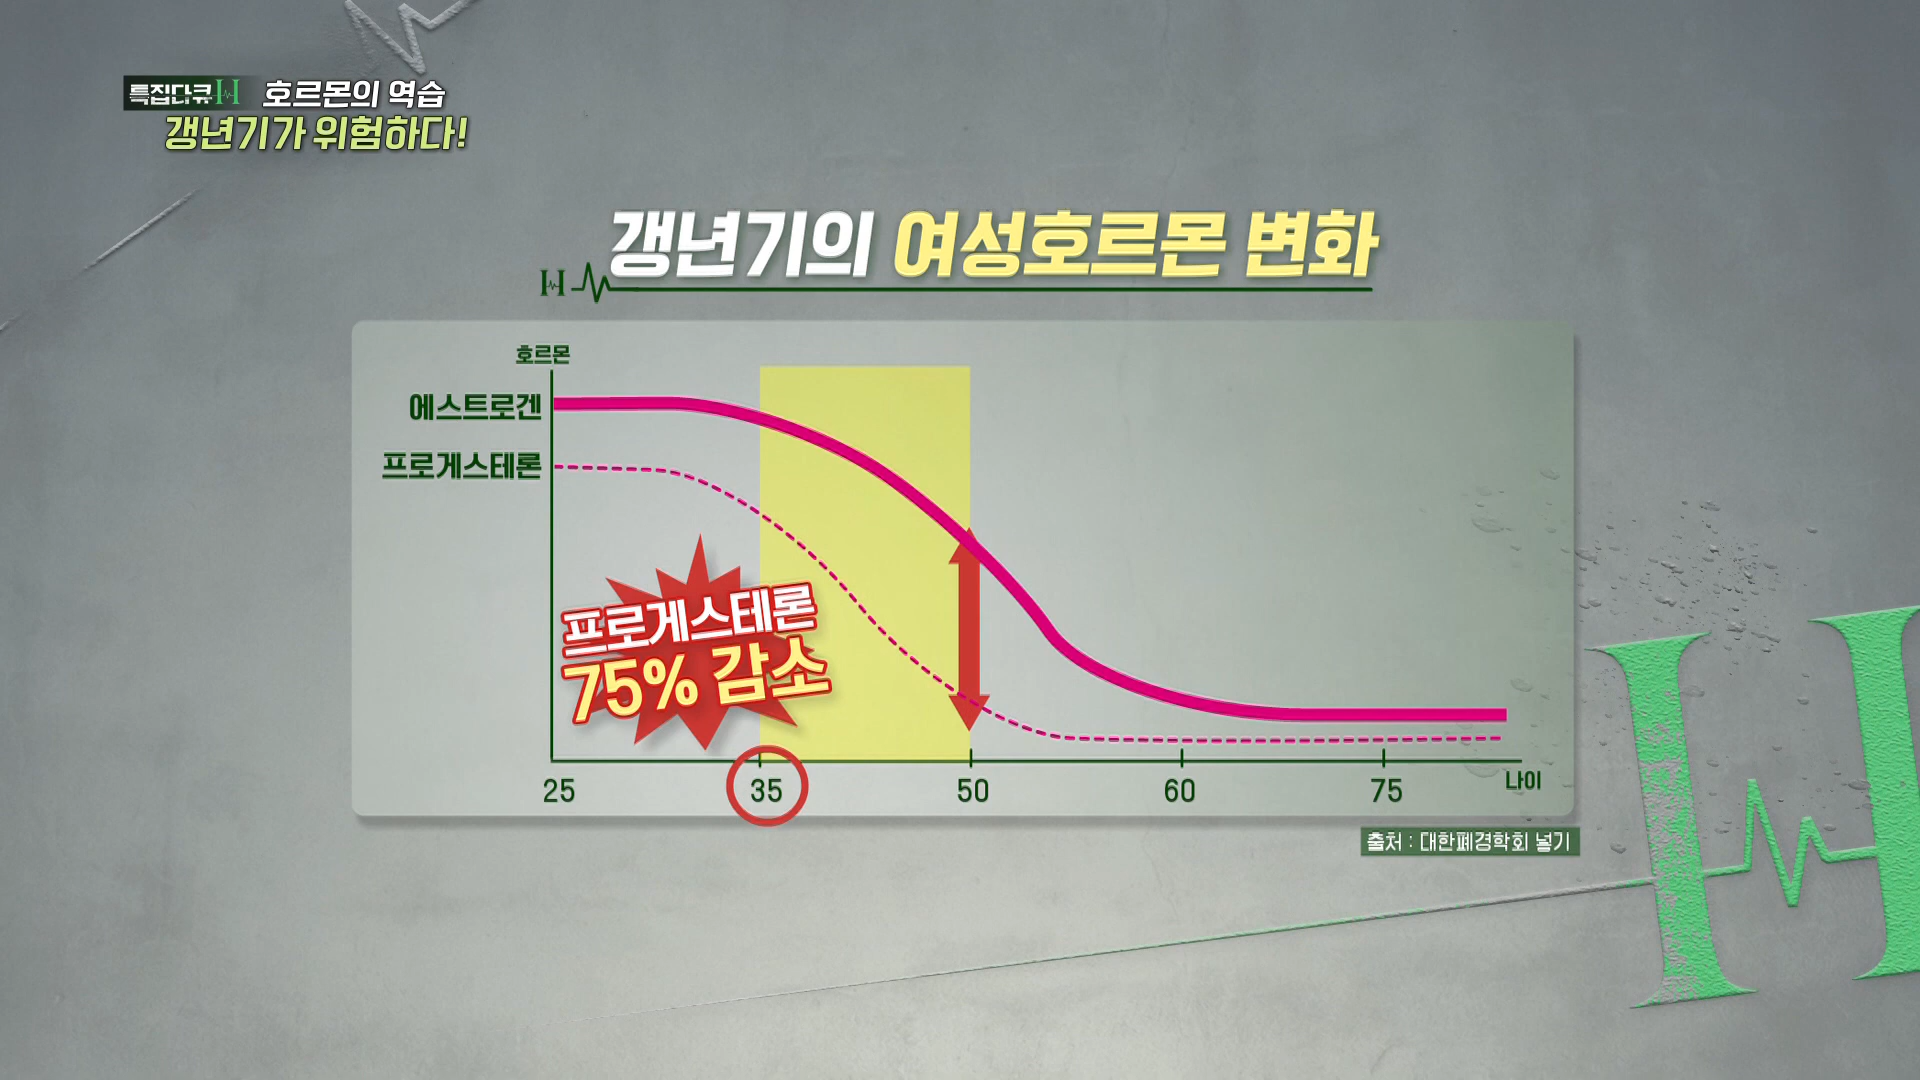 특집다큐H 호르몬의 역습
갱년기가 위험하다!
갱년기의 여성호르몬 변화
H
호르몬
에스트로겐
프로게스테론
프로게스테론
75% 감소
25 35 50 60 75 나이
출처 : 대한폐경학회 넣기
H